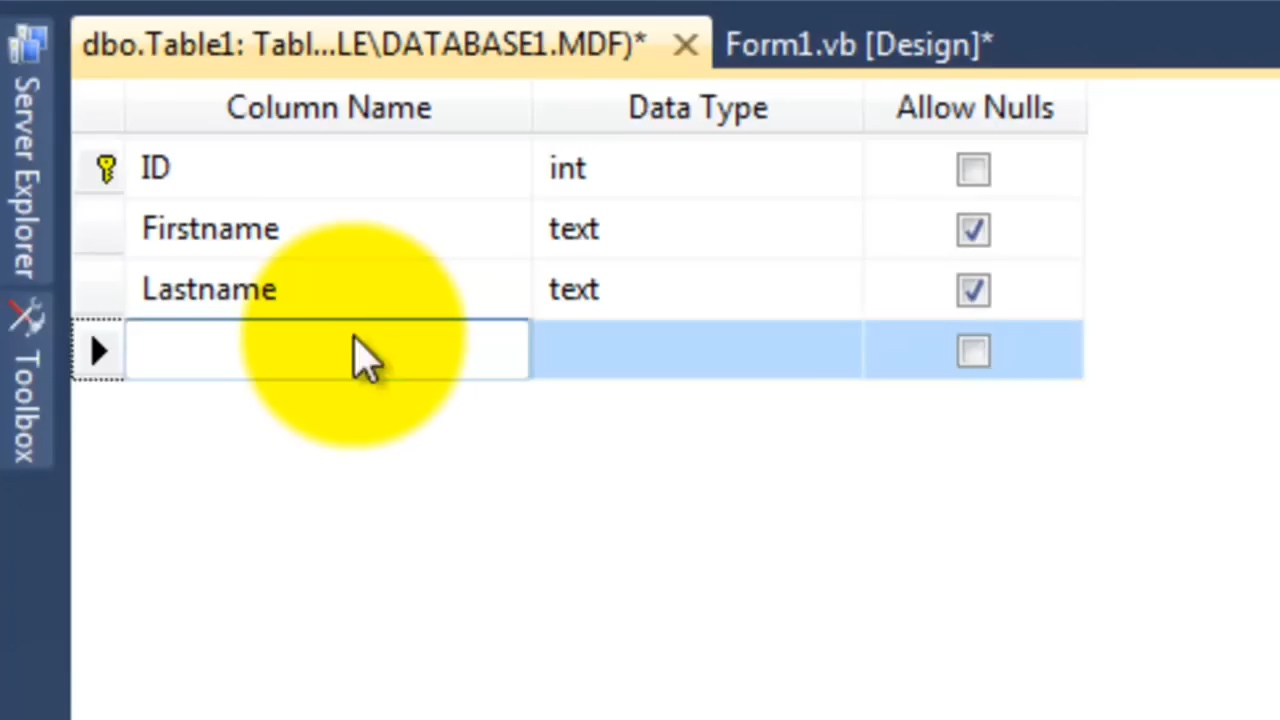 dbo.Table1: Tabl...LE\DATABASE1.MDF)*
Form1.vb [Design]*
Server Explorer
Toolbox
Column Name Data Type Allow Nulls
ID int
Firstname text
Lastname text